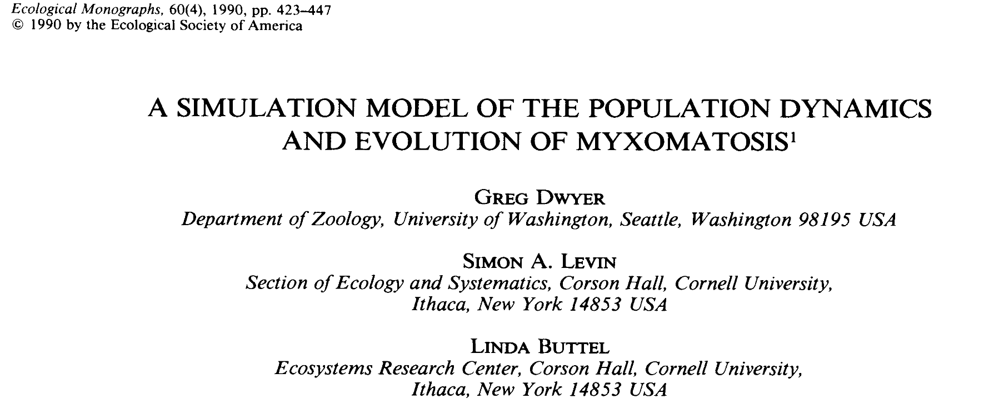 Ecological Monographs, 60(4), 1990, pp. 423–447
© 1990 by the Ecological Society of America
A SIMULATION MODEL OF THE POPULATION DYNAMICS
AND EVOLUTION OF MYXOMATOSIS¹
GREG DWYER
Department of Zoology, University of Washington, Seattle, Washington 98195 USA
SIMON A. LEVIN
Section of Ecology and Systematics, Corson Hall, Cornell University,
Ithaca, New York 14853 USA
LINDA BUTTEL
Ecosystems Research Center, Corson Hall, Cornell University,
Ithaca, New York 14853 USA